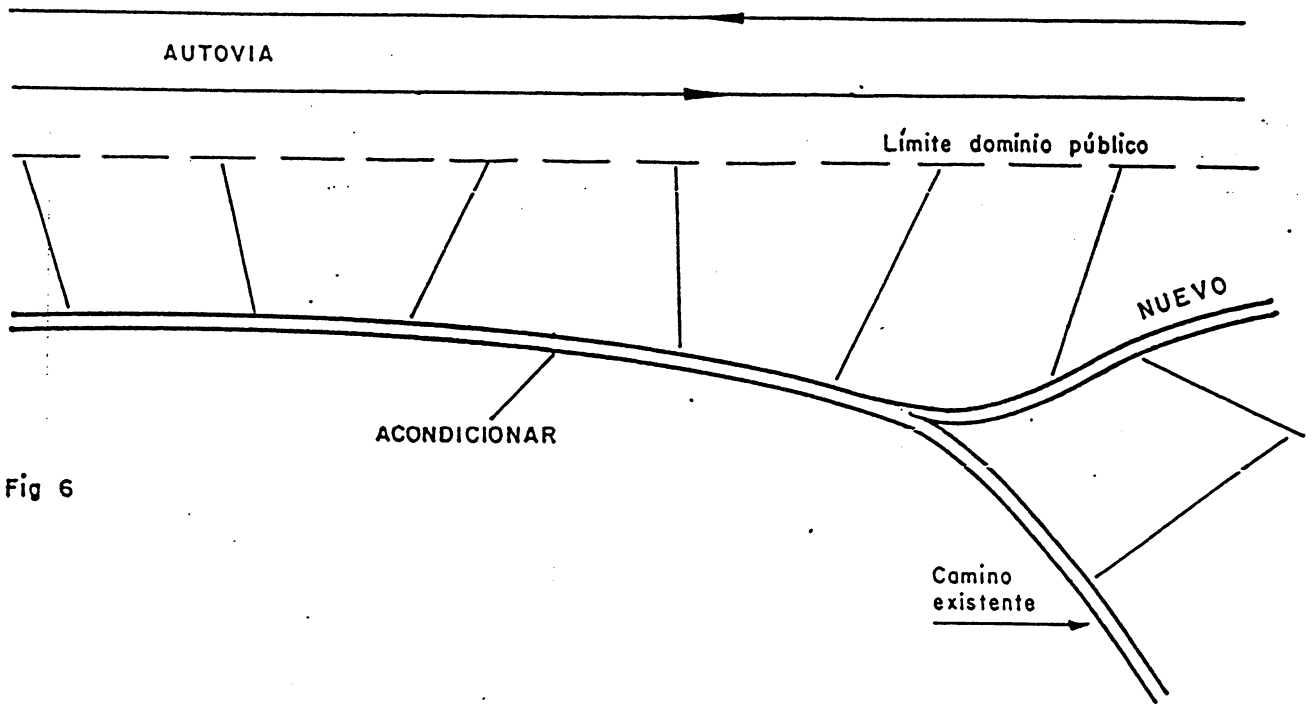 AUTOVIA
Límite dominio público
NUEVO
ACONDICIONAR
Fig 6
Camino
existente